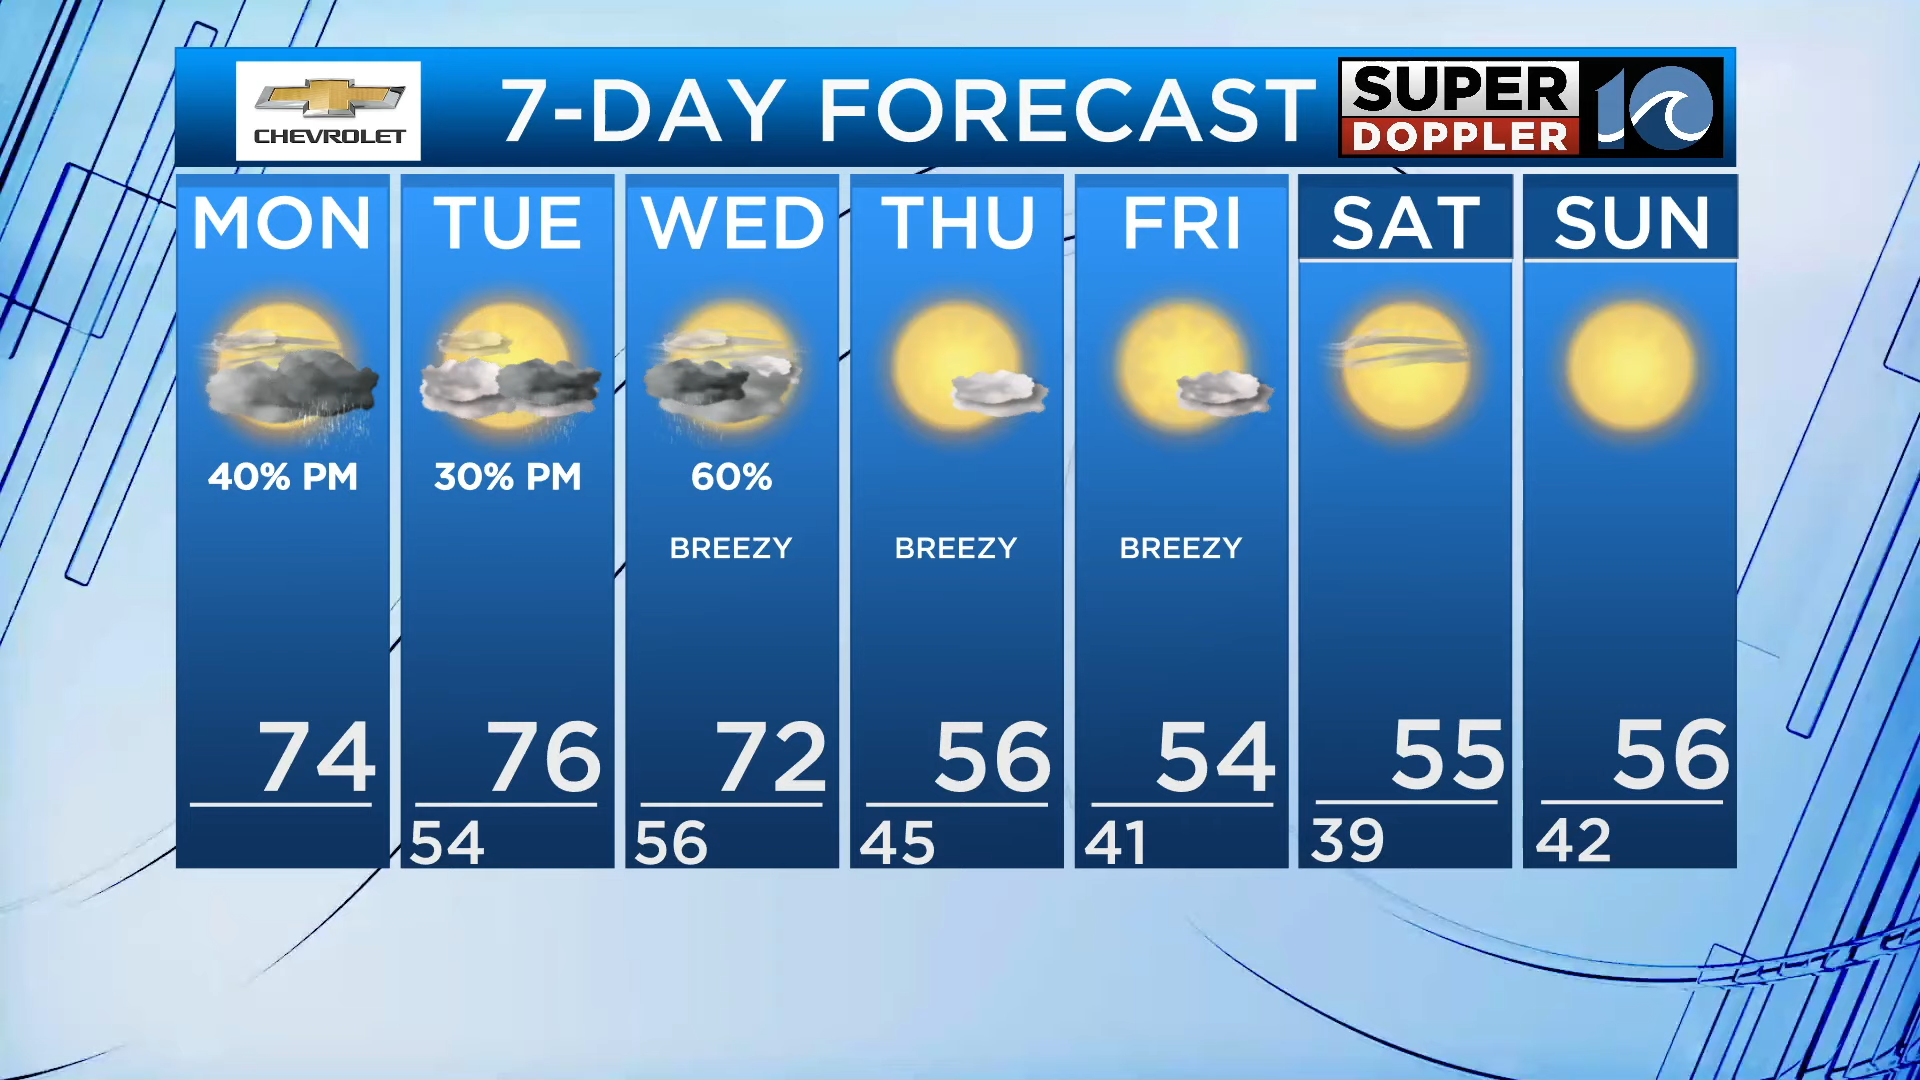 CHEVROLET
7-DAY FORECAST
SUPER
DOPPLER
10
MON TUE WED THU FRI SAT SUN
40% PM 30% PM 60%
BREEZY BREEZY BREEZY
74 76 72 56 54 55 56
54 56 45 41 39 42